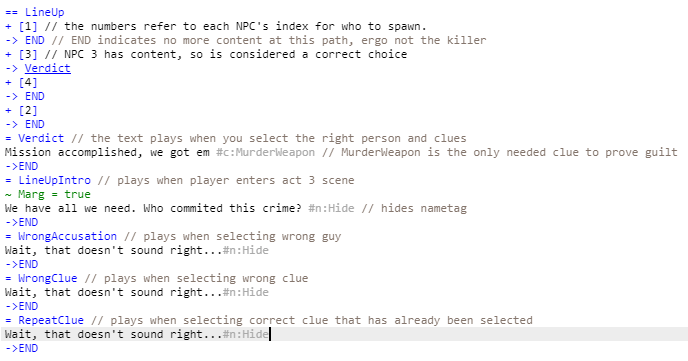 == LineUp
+ [1] // the numbers refer to each NPC's index for who to spawn.
-> END // END indicates no more content at this path, ergo not the killer
+ [3] // NPC 3 has content, so is considered a correct choice
-> Verdict
+ [4]
-> END
+ [2]
-> END
= Verdict // the text plays when you select the right person and clues
Mission accomplished, we got em #c:MurderWeapon // MurderWeapon is the only needed clue to prove guilt
->END
= LineUpIntro // plays when player enters act 3 scene
~ Marg = true
We have all we need. Who commited this crime? #n:Hide // hides nametag
->END
= WrongAccusation // plays when selecting wrong guy
Wait, that doesn't sound right...#n:Hide
->END
= WrongClue // plays when selecting wrong clue
Wait, that doesn't sound right...#n:Hide
->END
= RepeatClue // plays when selecting correct clue that has already been selected
Wait, that doesn't sound right...#n:Hide
->END